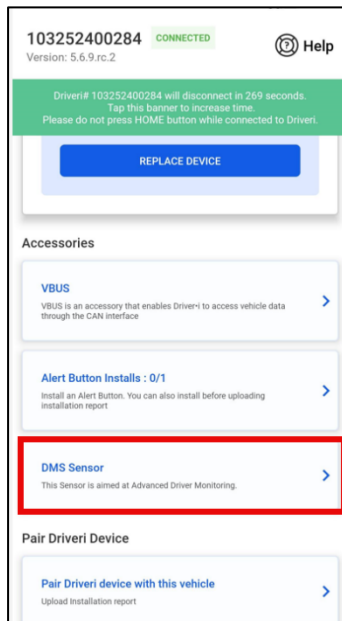 103252400284 CONNECTED
Help
Version: 5.6.9.rc.2
Driveri# 103252400284 will disconnect in 269 seconds.
Tap this banner to increase time.
Please do not press HOME button while connected to Driveri.
REPLACE DEVICE
Accessories
VBUS
VBUS is an accessory that enables Driver•i to access vehicle data
through the CAN interface
Alert Button Installs : 0/1
Install an Alert Button. You can also install before uploading
installation report
DMS Sensor
This Sensor is aimed at Advanced Driver Monitoring.
Pair Driveri Device
Pair Driveri device with this vehicle
Upload Installation report